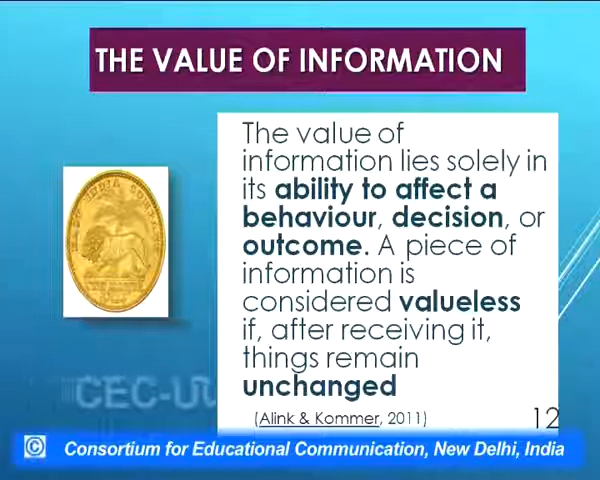 THE VALUE OF INFORMATION
The value of
information lies solely in
its ability to affect a
behaviour, decision, or
outcome. A piece of
information is
considered valueless
if, after receiving it,
things remain
unchanged
(Alink & Kommer, 2011)
12
CEC-U
© Consortium for Educational Communication, New Delhi, India